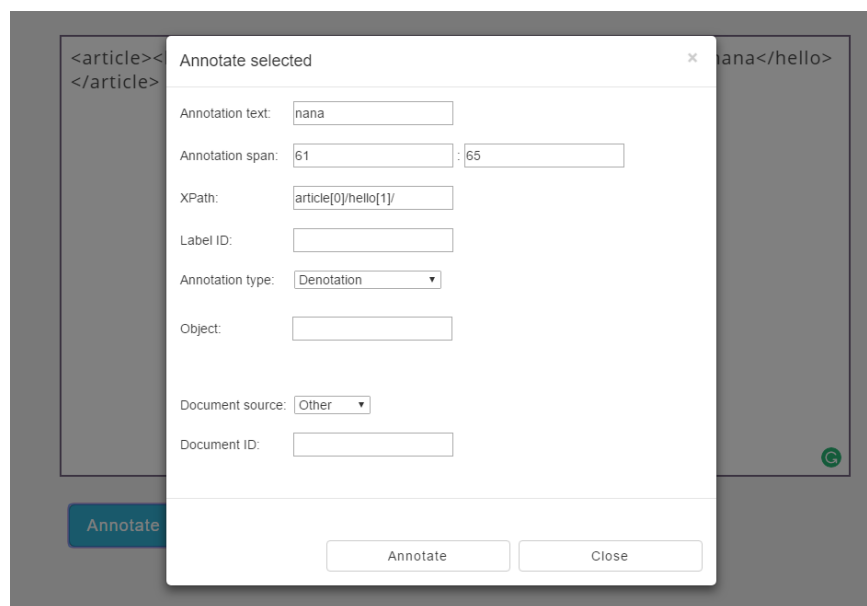 <article><
</article>
Annotate selected
×
nana</hello>
Annotation text: nana
Annotation span: 61 : 65
XPath: article[0]/hello[1]/
Label ID:
Annotation type: Denotation
Object:
Document source: Other
Document ID:
Annotate
Annotate
Close